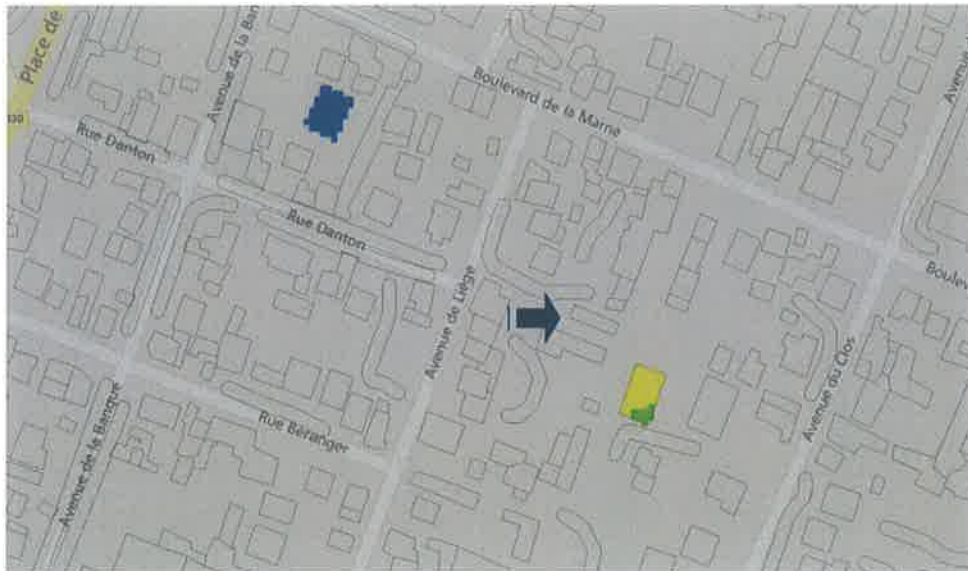 Place de
Avenue de la Ban
Boulevard de la Marne
Avenue
Rue Danton
Rue Danton
Avenue de Liège
Boulev
Avenue du Clos
Rue Béranger
Avenue de la Banque